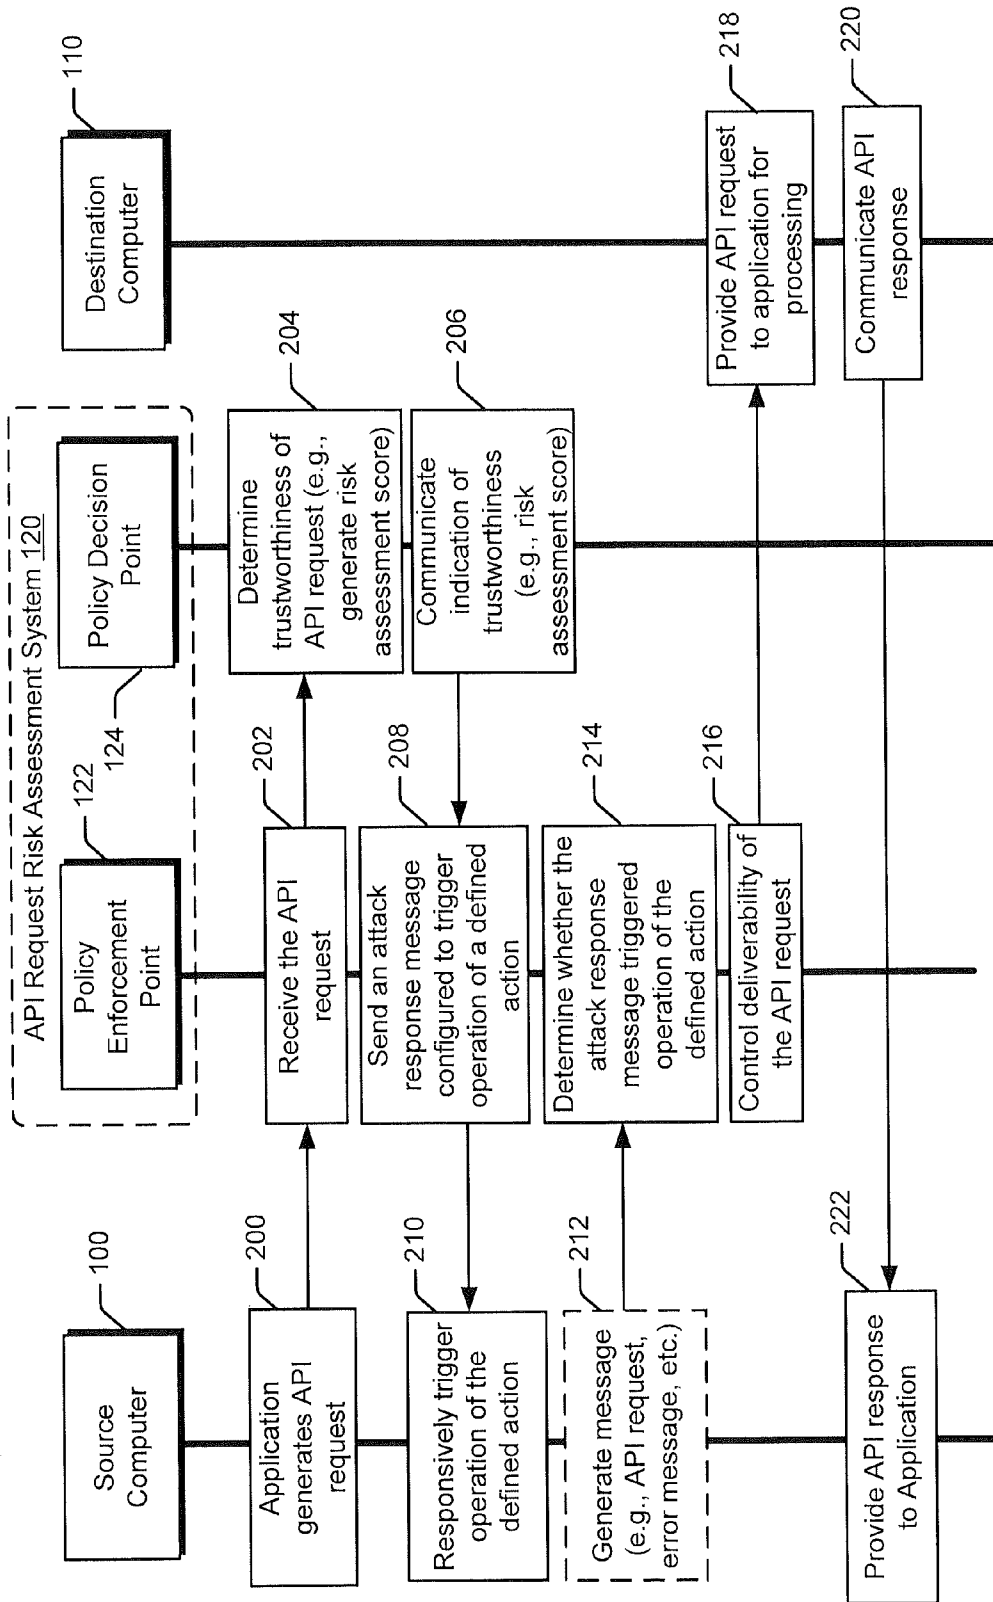 Source
Computer
100
API Request Risk Assessment System 120
Policy
Enforcement
Point
122
Policy Decision
Point
124
Destination
Computer
110
Application
generates API
request
200
Receive the API
request
202
Determine
trustworthiness of
API request (e.g.,
generate risk
assessment score)
204
Communicate
indication of
trustworthiness
(e.g., risk
assessment score)
206
Send an attack
response message
configured to trigger
operation of a defined
action
208
Responsively trigger
operation of the
defined action
210
Generate message
(e.g., API request,
error message, etc.)
212
Determine whether the
attack response
message triggered
operation of the
defined action
214
Control deliverability of
the API request
216
Provide API request
to application for
processing
218
Communicate API
response
220
Provide API response
to Application
222